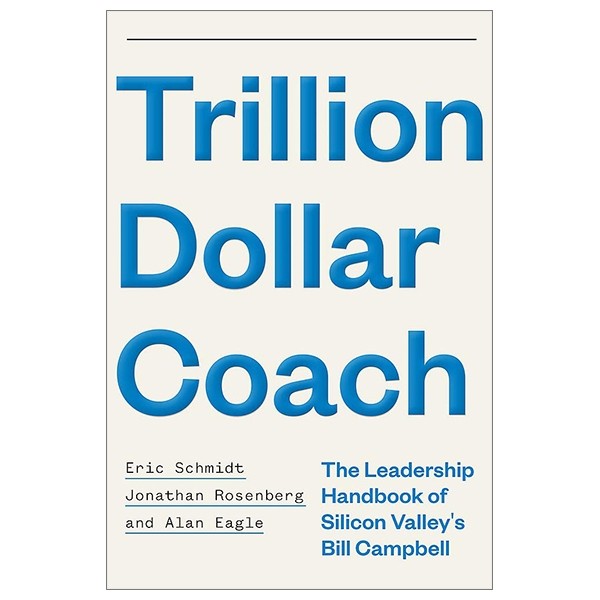 Trillion
Dollar
Coach
Eric Schmidt
Jonathan Rosenberg
and Alan Eagle
The Leadership
Handbook of
Silicon Valley's
Bill Campbell